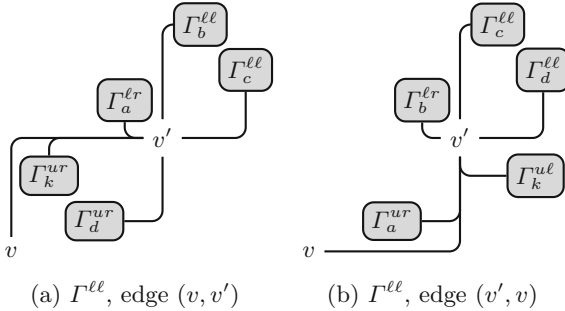 Γ_b^{ℓℓ} Γ_c^{ℓℓ}
Γ_c^{ℓℓ} Γ_d^{ℓℓ}
Γ_a^{ℓr} Γ_b^{ℓr}
v′ v′
Γ_k^{ur} Γ_k^{uℓ}
Γ_d^{ur} Γ_a^{ur}
v v
(a) Γ^{ℓℓ}, edge (v, v′) (b) Γ^{ℓℓ}, edge (v′, v)